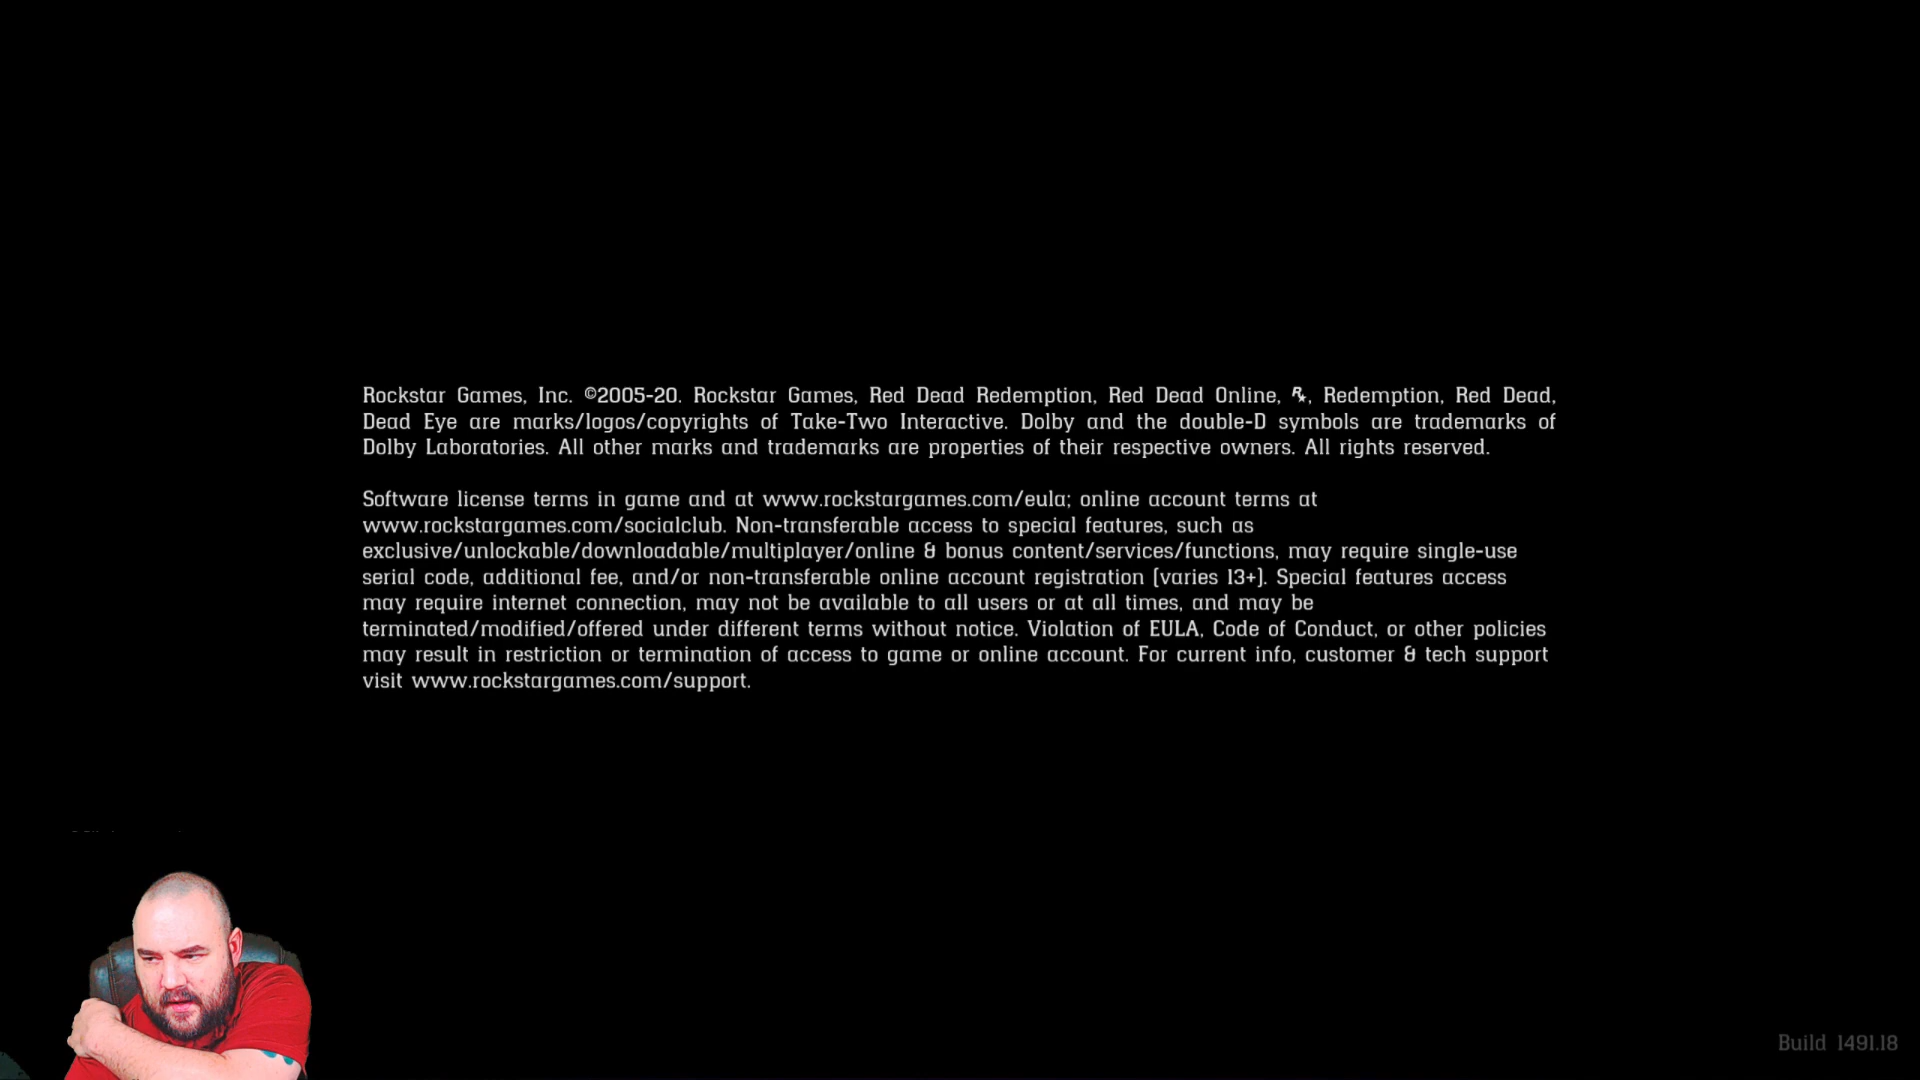 Rockstar Games, Inc. ©2005-20. Rockstar Games, Red Dead Redemption, Red Dead Online, R★, Redemption, Red Dead,
Dead Eye are marks/logos/copyrights of Take-Two Interactive. Dolby and the double-D symbols are trademarks of
Dolby Laboratories. All other marks and trademarks are properties of their respective owners. All rights reserved.
Software license terms in game and at www.rockstargames.com/eula; online account terms at
www.rockstargames.com/socialclub. Non-transferable access to special features, such as
exclusive/unlockable/downloadable/multiplayer/online & bonus content/services/functions, may require single-use
serial code, additional fee, and/or non-transferable online account registration (varies 13+). Special features access
may require internet connection, may not be available to all users or at all times, and may be
terminated/modified/offered under different terms without notice. Violation of EULA, Code of Conduct, or other policies
may result in restriction or termination of access to game or online account. For current info, customer & tech support
visit www.rockstargames.com/support.
Build 1491.18